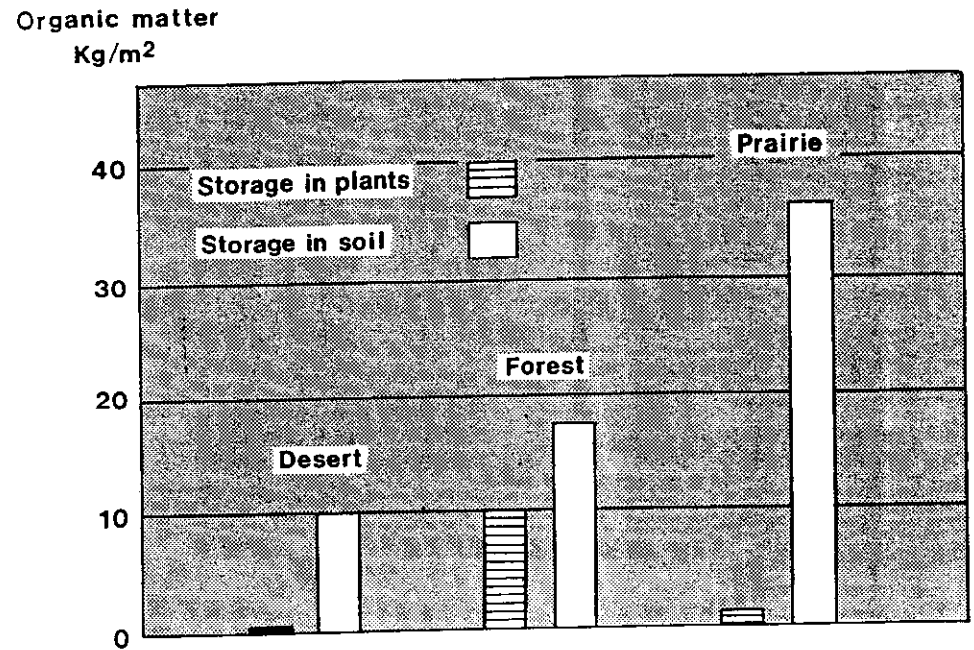 Organic matter
Kg/m2
Prairie
40
Storage in plants
Storage in soil
30
Forest
20
Desert
10
0